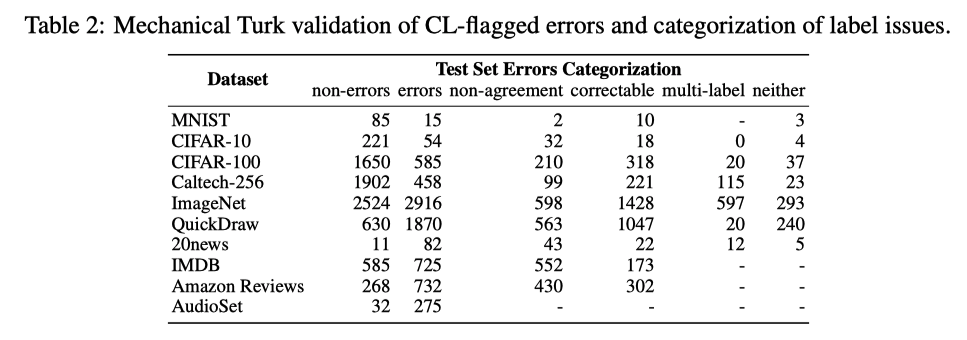 Table 2: Mechanical Turk validation of CL-flagged errors and categorization of label issues.
Dataset Test Set Errors Categorization
non-errors errors non-agreement correctable multi-label neither
MNIST 85 15 2 10 - 3
CIFAR-10 221 54 32 18 0 4
CIFAR-100 1650 585 210 318 20 37
Caltech-256 1902 458 99 221 115 23
ImageNet 2524 2916 598 1428 597 293
QuickDraw 630 1870 563 1047 20 240
20news 11 82 43 22 12 5
IMDB 585 725 552 173 - -
Amazon Reviews 268 732 430 302 - -
AudioSet 32 275 - - - -